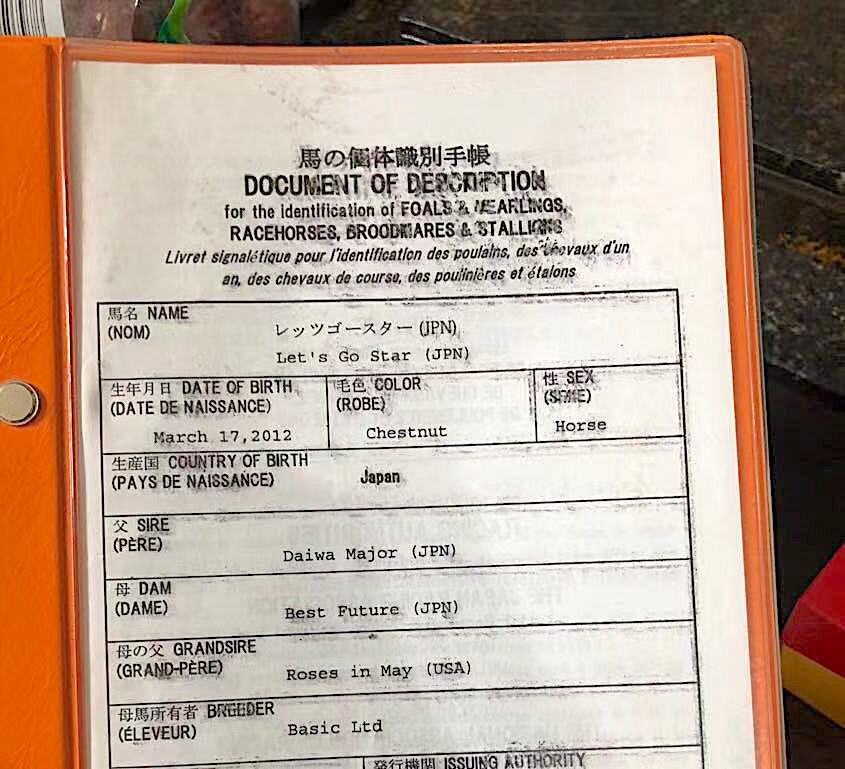 馬の個体識別手帳
DOCUMENT OF DESCRIPTION
for the identification of FOALS & YEARLINGS,
RACEHORSES, BROODMARES & STALLIONS
Livret signalétique pour l'identification des poulains, des chevaux d'un
an, des chevaux de course, des poulinières et étalons
馬名 NAME
(NOM)
レッツゴースター (JPN)
Let's Go Star (JPN)
生年月日 DATE OF BIRTH
(DATE DE NAISSANCE)
March 17,2012
毛色 COLOR
(ROBE)
Chestnut
性 SEX
(SEXE)
Horse
生産国 COUNTRY OF BIRTH
(PAYS DE NAISSANCE)
Japan
父 SIRE
(PÈRE)
Daiwa Major (JPN)
母 DAM
(DAME)
Best Future (JPN)
母の父 GRANDSIRE
(GRAND-PÈRE)
Roses in May (USA)
母馬所有者 BREEDER
(ÉLEVEUR)
Basic Ltd
発行機関 ISSUING AUTHORITY